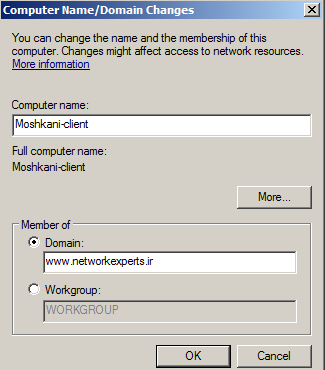 Computer Name/Domain Changes
You can change the name and the membership of this
computer. Changes might affect access to network resources.
More information
Computer name:
Moshkani-client
Full computer name:
Moshkani-client
More...
Member of
Domain:
www.networkexperts.ir
Workgroup:
WORKGROUP
OK Cancel